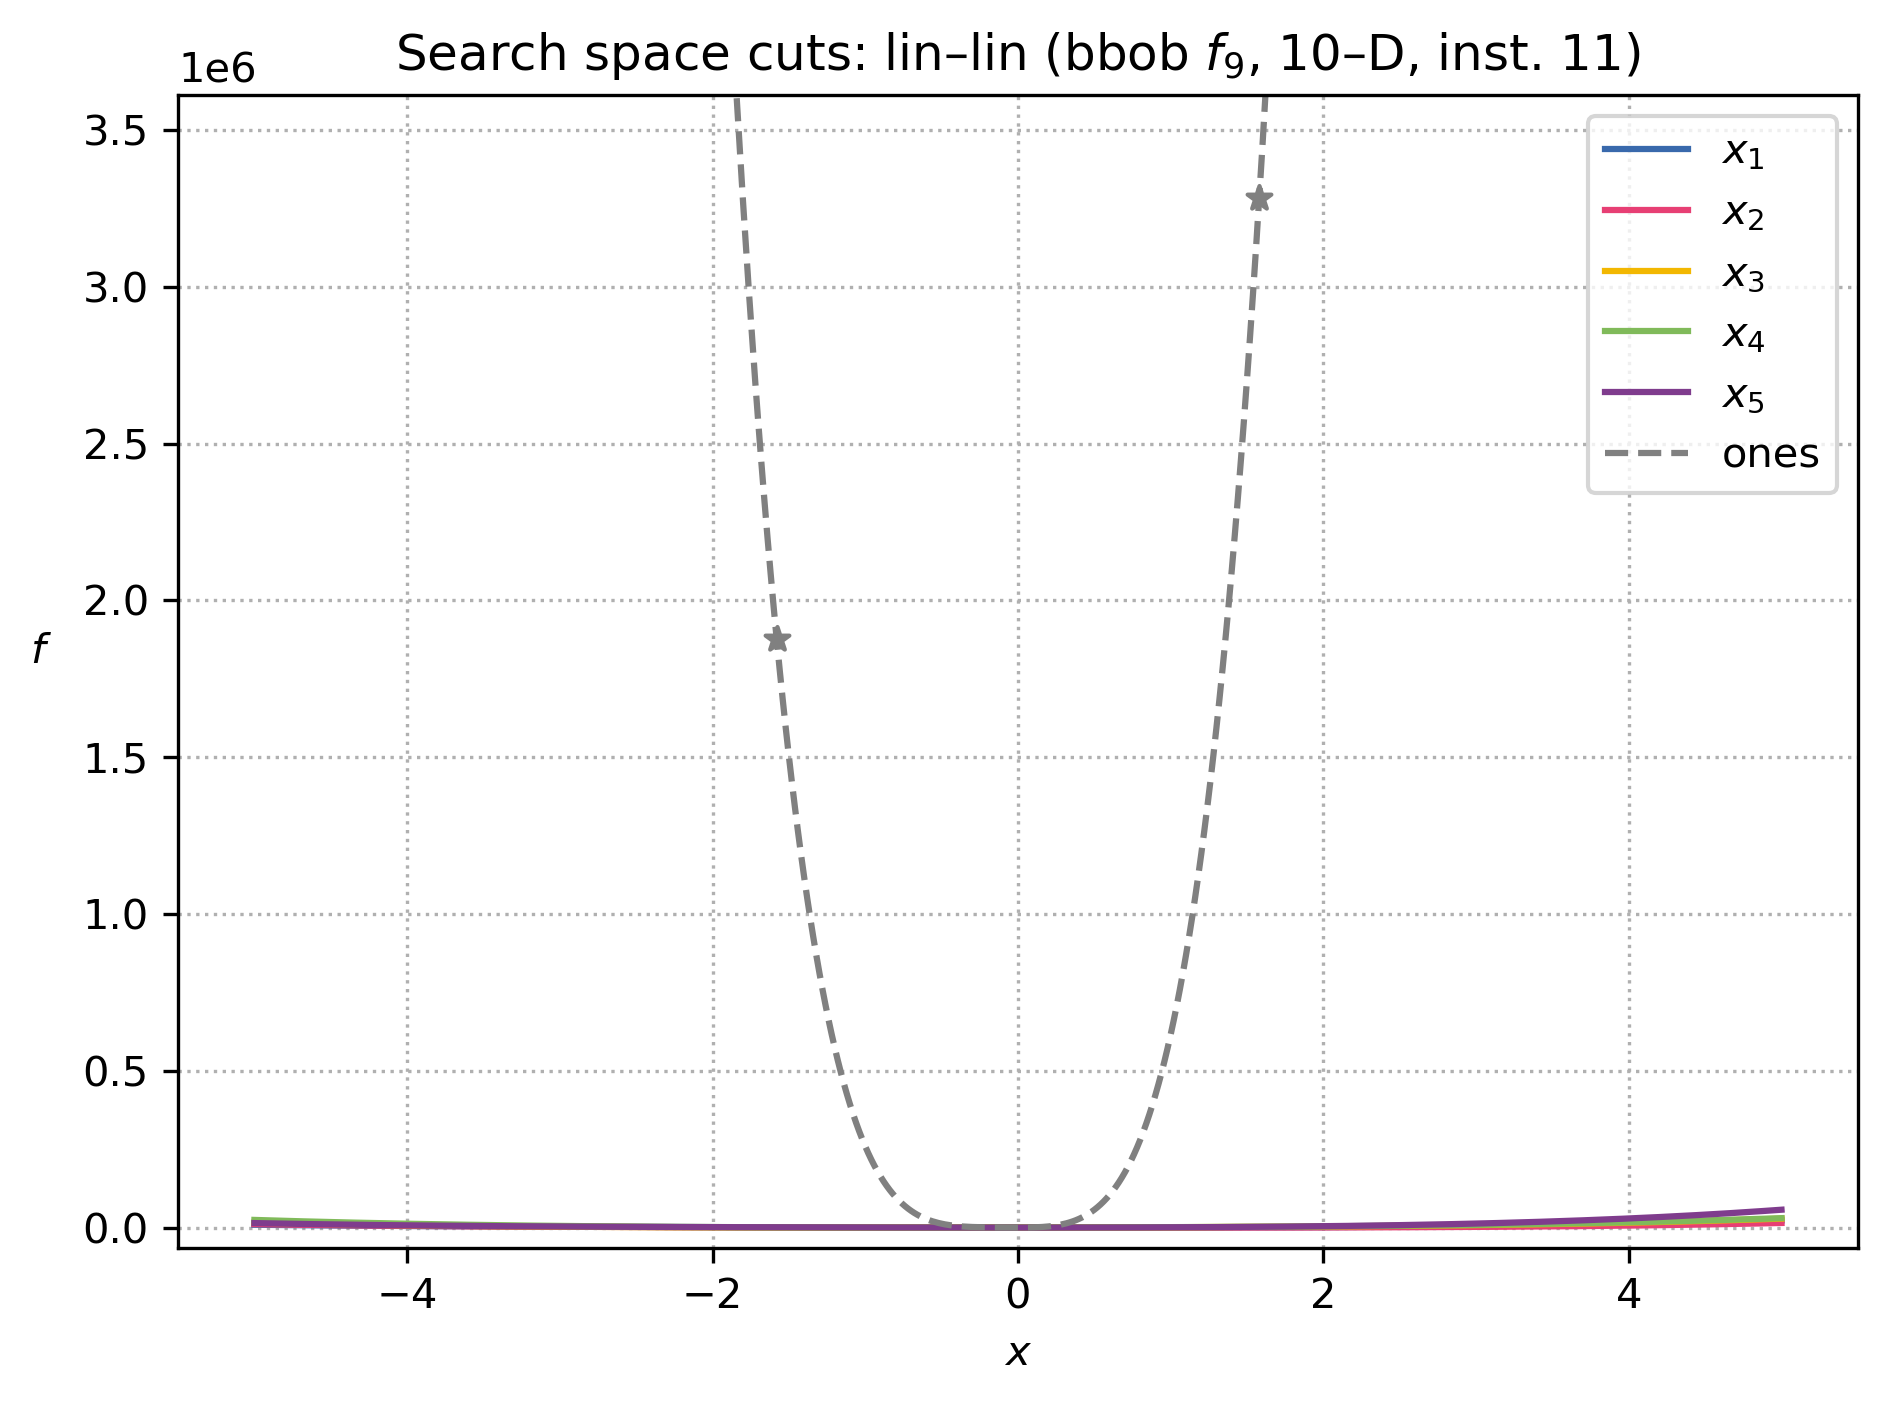 Search space cuts: lin–lin (bbob f₉, 10–D, inst. 11)
1e6
3.5
3.0
2.5
2.0
1.5
1.0
0.5
0.0
f
−4
−2
0
2
4
x
x₁
x₂
x₃
x₄
x₅
ones